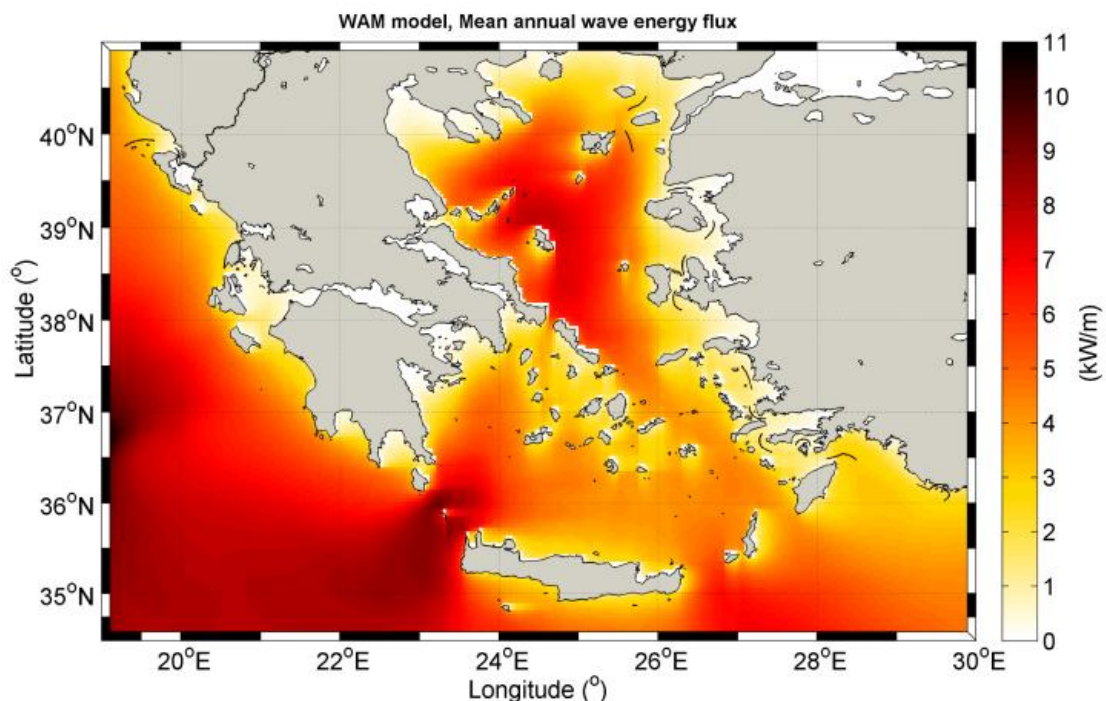 WAM model, Mean annual wave energy flux
40°N
39°N
38°N
37°N
36°N
35°N
Latitude (°)
20°E
22°E
24°E
26°E
28°E
30°E
Longitude (°)
11
10
9
8
7
6
5
4
3
2
1
0
(kW/m)